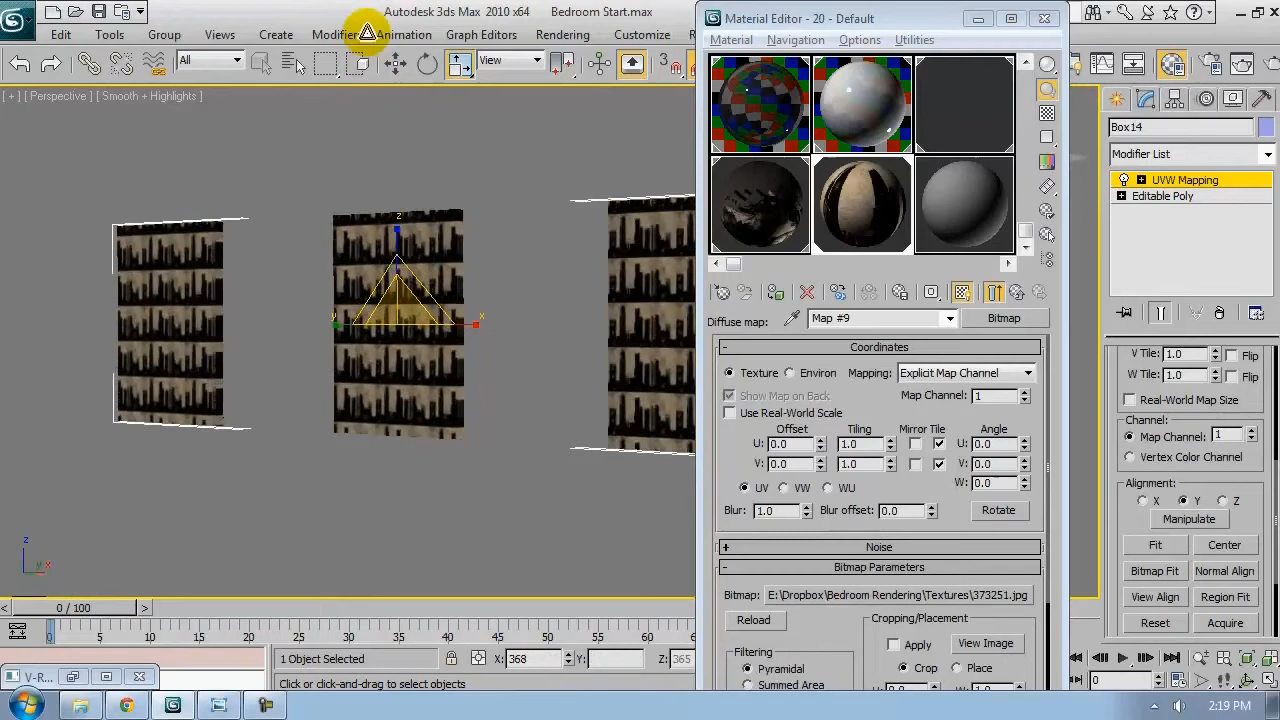 Autodesk 3ds Max 2010 x64 Bedroom Start.max
Edit Tools Group Views Create Modifier Animation Graph Editors Rendering Customize
All View 3
[ + ] [ Perspective ] [ Smooth + Highlights ]
z
x
y
z
y x
0 / 100
0 5 10 15 20 25 30 35 40 45 50 55 60
1 Object Selected
X: 368 Y: Z: 365
Click or click-and-drag to select objects
V-R...
Material Editor - 20 - Default
Material Navigation Options Utilities
Diffuse map: Map #9 Bitmap
- Coordinates
Texture Environ Mapping: Explicit Map Channel
Show Map on Back Map Channel: 1
Use Real-World Scale
Offset Tiling Mirror Tile Angle
U: 0.0 1.0 U: 0.0
V: 0.0 1.0 V: 0.0
UV VW WU W: 0.0
Blur: 1.0 Blur offset: 0.0 Rotate
+ Noise
- Bitmap Parameters
Bitmap: E:\Dropbox\Bedroom Rendering\Textures\373251.jpg
Reload
Cropping/Placement
Apply View Image
Filtering
Pyramidal
Crop Place
Summed Area
Box14
Modifier List
UVW Mapping
Editable Poly
V Tile: 1.0 Flip
W Tile: 1.0 Flip
Real-World Map Size
Channel:
Map Channel: 1
Vertex Color Channel
Alignment:
X Y Z
Manipulate
Fit Center
Bitmap Fit Normal Align
View Align Region Fit
Reset Acquire
0
2:19 PM